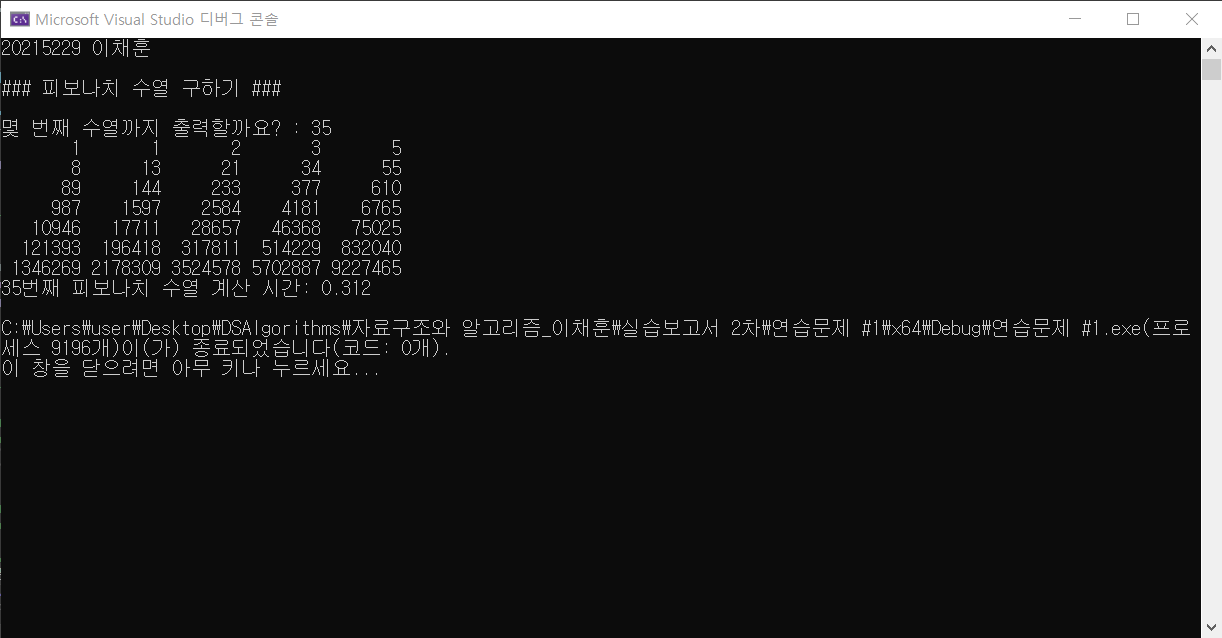 Microsoft Visual Studio 디버그 콘솔
20215229 이채훈
### 피보나치 수열 구하기 ###
몇 번째 수열까지 출력할까요? : 35
1 1 2 3 5
8 13 21 34 55
89 144 233 377 610
987 1597 2584 4181 6765
10946 17711 28657 46368 75025
121393 196418 317811 514229 832040
1346269 2178309 3524578 5702887 9227465
35번째 피보나치 수열 계산 시간: 0.312
C:₩Users₩user₩Desktop₩DSAlgorithms₩자료구조와 알고리즘_이채훈₩실습보고서 2차₩연습문제 #1₩x64₩Debug₩연습문제 #1.exe(프로
세스 9196개)이(가) 종료되었습니다(코드: 0개).
이 창을 닫으려면 아무 키나 누르세요...